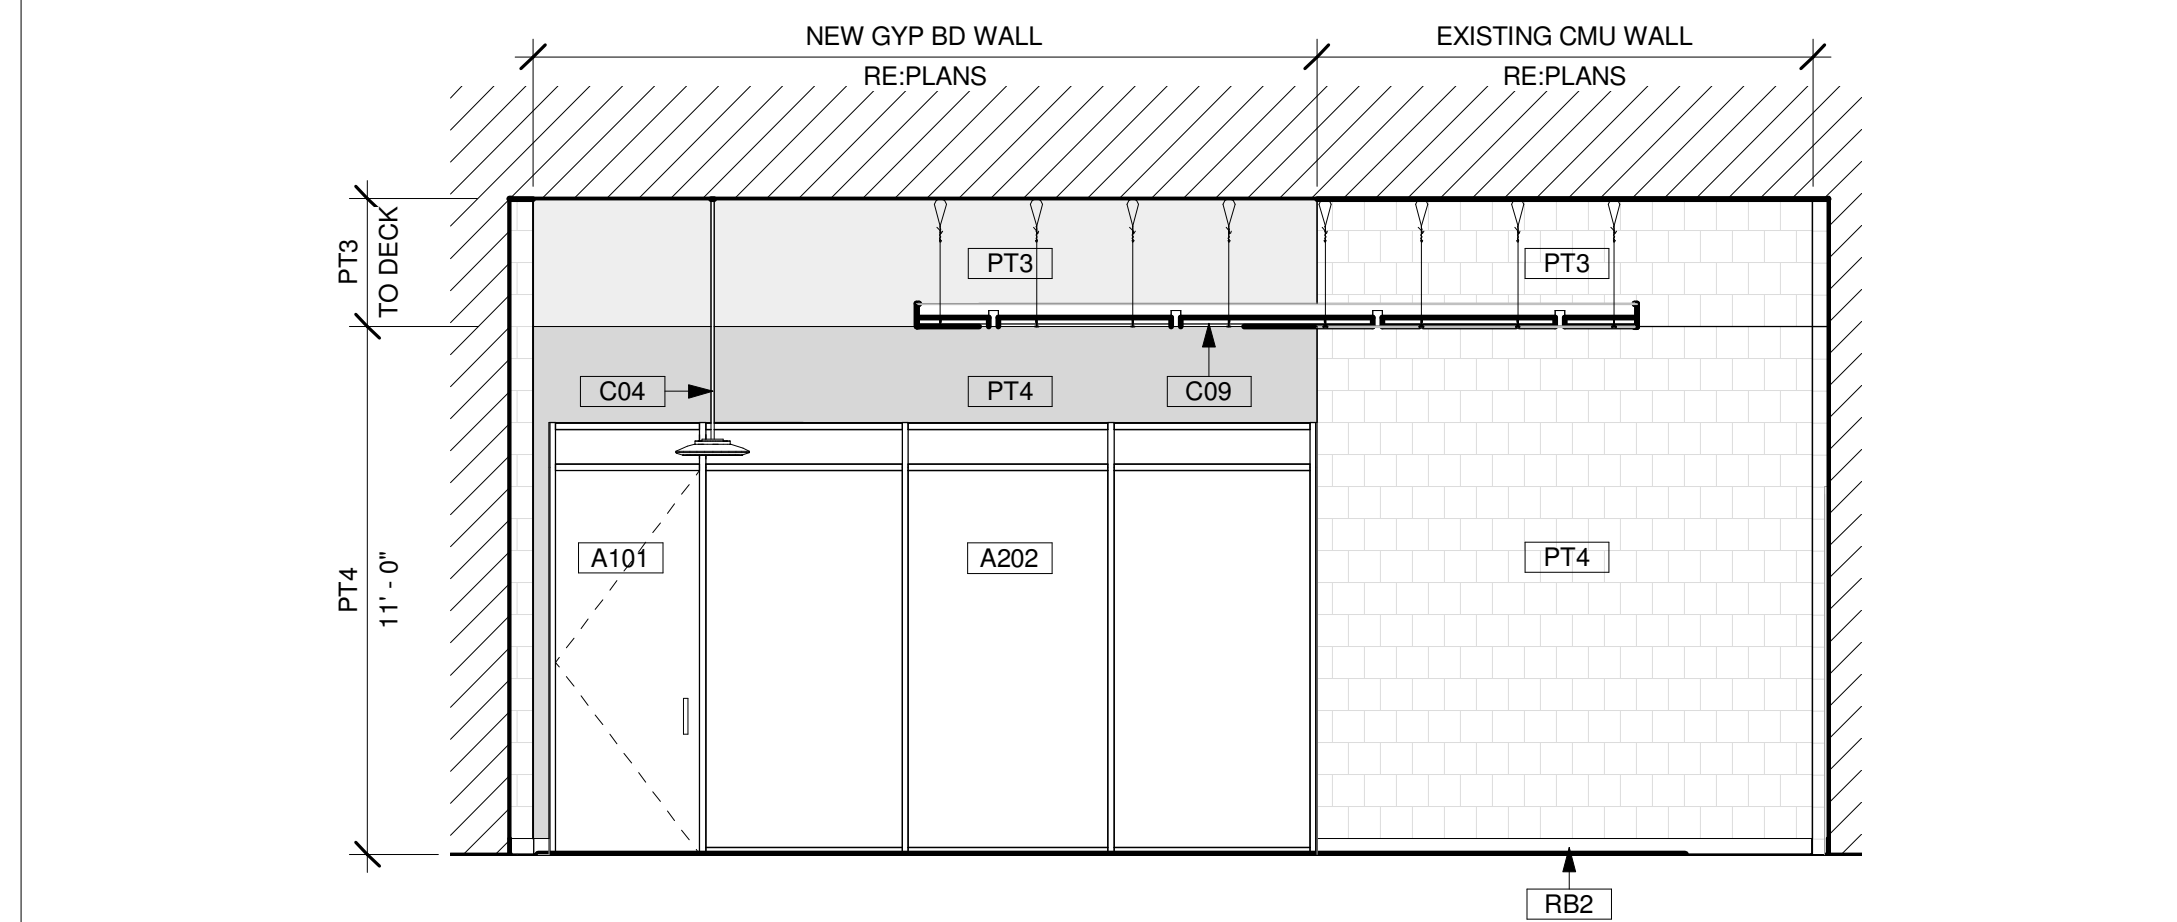 NEW GYP BD WALL
EXISTING CMU WALL
RE:PLANS
RE:PLANS
PT3
TO DECK
PT3
PT3
C04
PT4
C09
PT4
11' - 0"
A101
A202
PT4
RB2